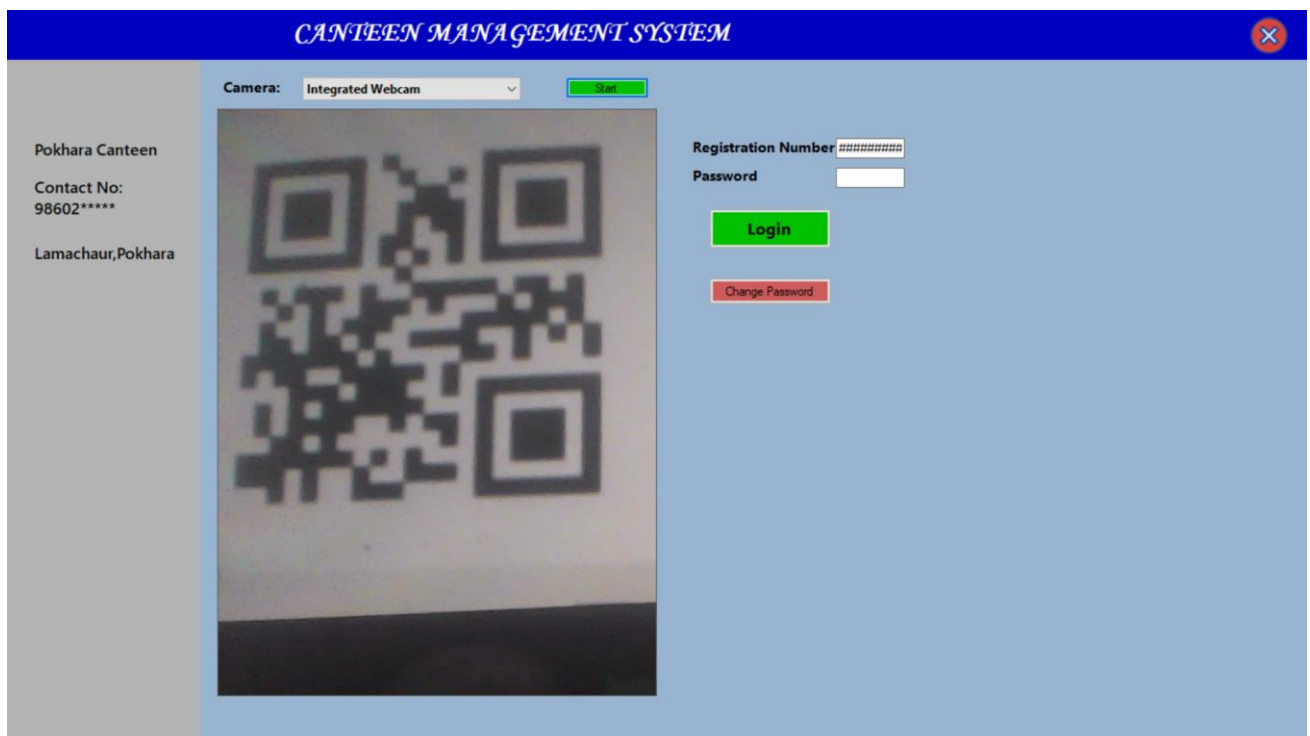 CANTEEN MANAGEMENT SYSTEM
Camera:
Integrated Webcam
Start
Pokhara Canteen
Contact No:
98602*****
Lamachaur,Pokhara
Registration Number #########
Password
Login
Change Password